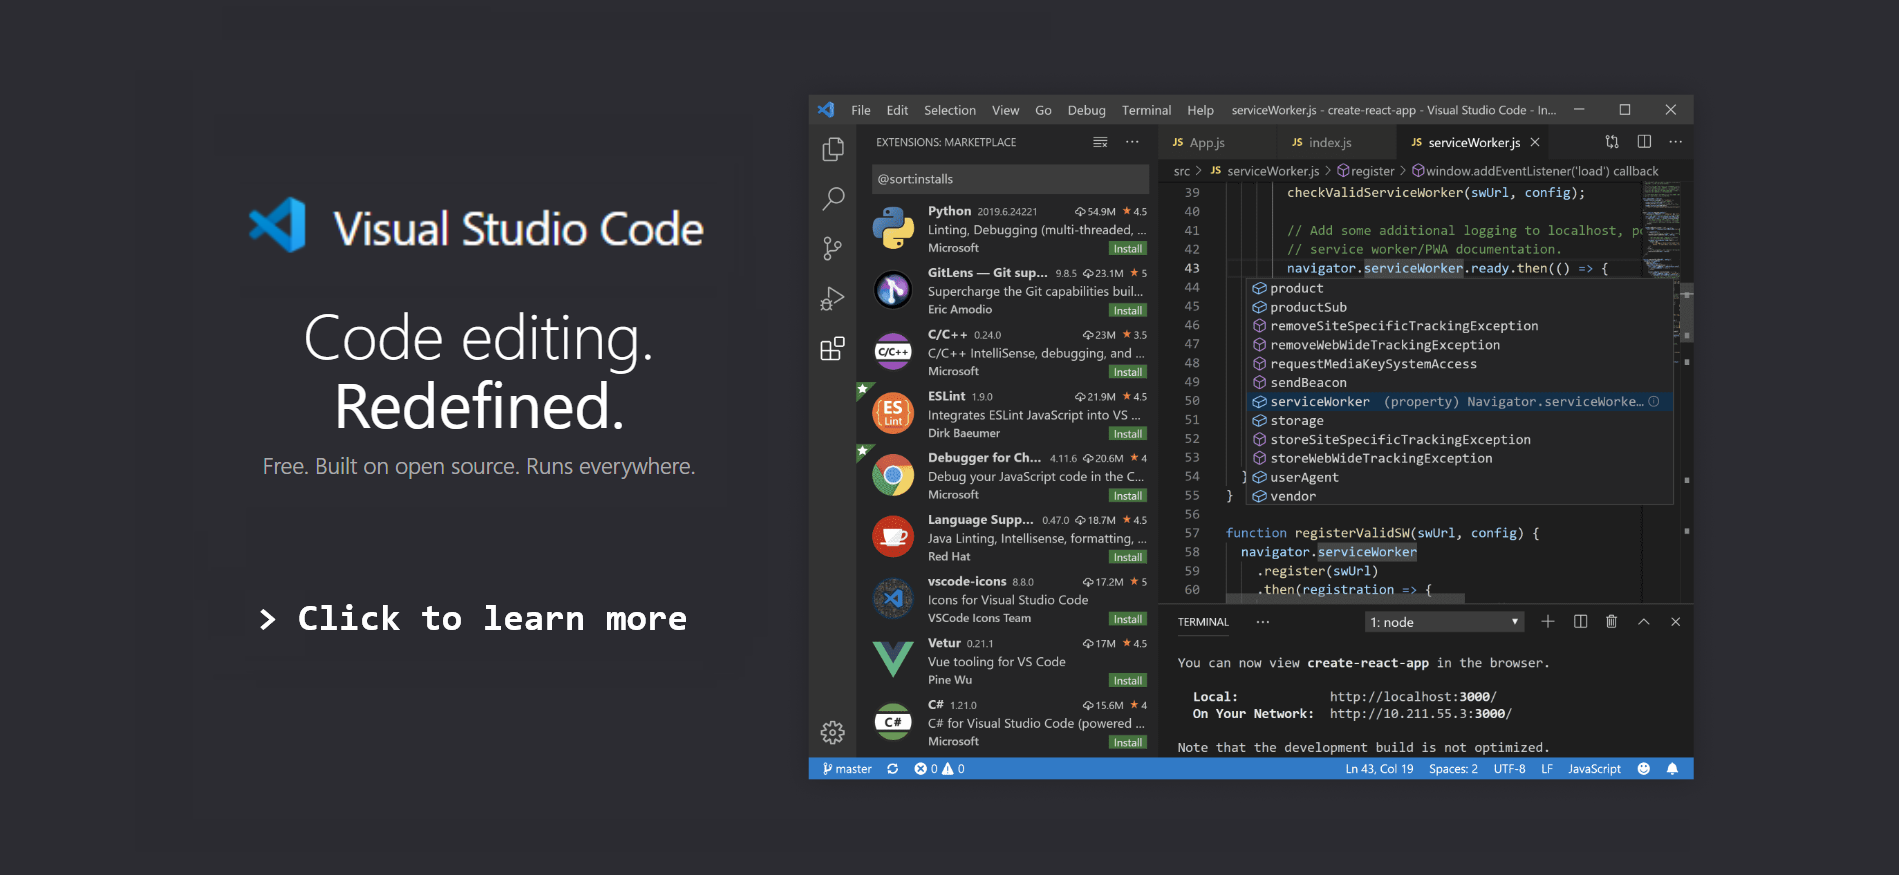 Visual Studio Code
Code editing.
Redefined.
Free. Built on open source. Runs everywhere.
> Click to learn more
File Edit Selection View Go Debug Terminal Help serviceWorker.js - create-react-app - Visual Studio Code - In...
EXTENSIONS: MARKETPLACE
@sort:installs
Python 2019.6.24221 54.9M 4.5
Linting, Debugging (multi-threaded, ...
Microsoft Install
GitLens — Git sup... 9.8.5 23.1M 5
Supercharge the Git capabilities buil...
Eric Amodio Install
C/C++
C/C++ 0.24.0 23M 3.5
C/C++ IntelliSense, debugging, and ...
Microsoft Install
ES
Lint
ESLint 1.9.0 21.9M 4.5
Integrates ESLint JavaScript into VS ...
Dirk Baeumer Install
Debugger for Ch... 4.11.6 20.6M 4
Debug your JavaScript code in the C...
Microsoft Install
Language Supp... 0.47.0 18.7M 4.5
Java Linting, Intellisense, formatting, ...
Red Hat Install
vscode-icons 8.8.0 17.2M 5
Icons for Visual Studio Code
VSCode Icons Team Install
Vetur 0.21.1 17M 4.5
Vue tooling for VS Code
Pine Wu Install
C#
C# 1.21.0 15.6M 4
C# for Visual Studio Code (powered ...
Microsoft Install
JS App.js JS index.js JS serviceWorker.js
src > JS serviceWorker.js > register > window.addEventListener('load') callback
39 checkValidServiceWorker(swUrl, config);
40
41 // Add some additional logging to localhost, po
42 // service worker/PWA documentation.
43 navigator.serviceWorker.ready.then(() => {
44 product
45 productSub
46 removeSiteSpecificTrackingException
47 removeWebWideTrackingException
48 requestMediaKeySystemAccess
49 sendBeacon
50 serviceWorker (property) Navigator.serviceWorke...
51 storage
52 storeSiteSpecificTrackingException
53 storeWebWideTrackingException
54 } userAgent
55 } vendor
56
57 function registerValidSW(swUrl, config) {
58 navigator.serviceWorker
59 .register(swUrl)
60 .then(registration => {
TERMINAL ... 1: node
You can now view create-react-app in the browser.
Local: http://localhost:3000/
On Your Network: http://10.211.55.3:3000/
Note that the development build is not optimized.
master 0 0 Ln 43, Col 19 Spaces: 2 UTF-8 LF JavaScript